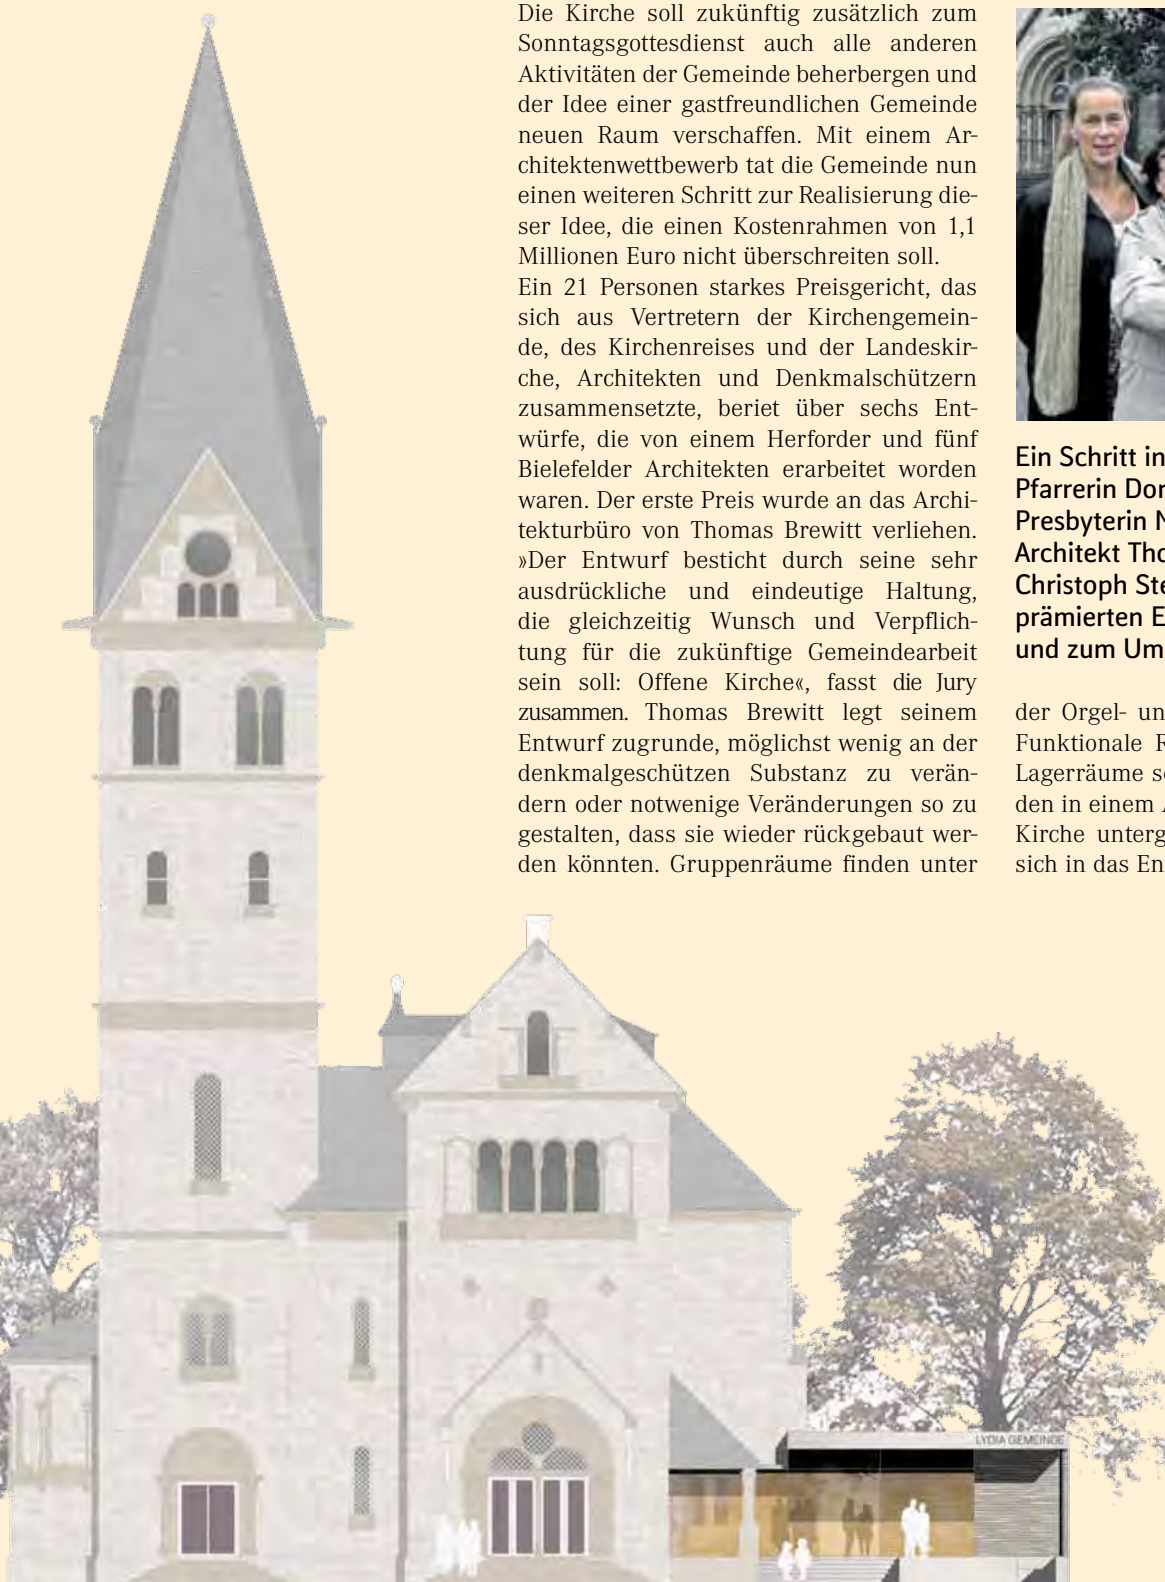 Die Kirche soll zukünftig zusätzlich zum
Sonntagsgottesdienst auch alle anderen
Aktivitäten der Gemeinde beherbergen und
der Idee einer gastfreundlichen Gemeinde
neuen Raum verschaffen. Mit einem Ar-
chitektenwettbewerb tat die Gemeinde nun
einen weiteren Schritt zur Realisierung die-
ser Idee, die einen Kostenrahmen von 1,1
Millionen Euro nicht überschreiten soll.
Ein 21 Personen starkes Preisgericht, das
sich aus Vertretern der Kirchengemein-
de, des Kirchenreises und der Landeskir-
che, Architekten und Denkmalschützern
zusammensetzte, beriet über sechs Ent-
würfe, die von einem Herforder und fünf
Bielefelder Architekten erarbeitet worden
waren. Der erste Preis wurde an das Archi-
tekturbüro von Thomas Brewitt verliehen.
»Der Entwurf besticht durch seine sehr
ausdrückliche und eindeutige Haltung,
die gleichzeitig Wunsch und Verpflich-
tung für die zukünftige Gemeindearbeit
sein soll: Offene Kirche«, fasst die Jury
zusammen. Thomas Brewitt legt seinem
Entwurf zugrunde, möglichst wenig an der
denkmalgeschützen Substanz zu verän-
dern oder notwenige Veränderungen so zu
gestalten, dass sie wieder rückgebaut wer-
den könnten. Gruppenräume finden unter
Ein Schritt in
Pfarrerin
Presbyterin
Architekt
Christoph
prämierten
und zum
der Orgel-
Funktionale
Lagerräume
den in einem
Kirche
sich in das
LYDIA GEMEINDE